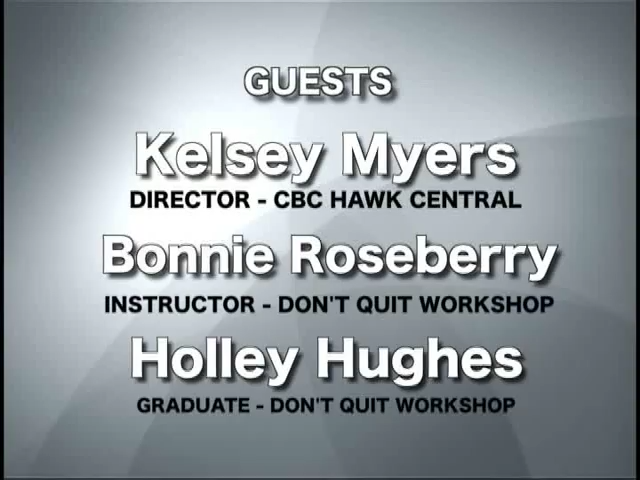 GUESTS
Kelsey Myers
DIRECTOR - CBC HAWK CENTRAL
Bonnie Roseberry
INSTRUCTOR - DON'T QUIT WORKSHOP
Holley Hughes
GRADUATE - DON'T QUIT WORKSHOP